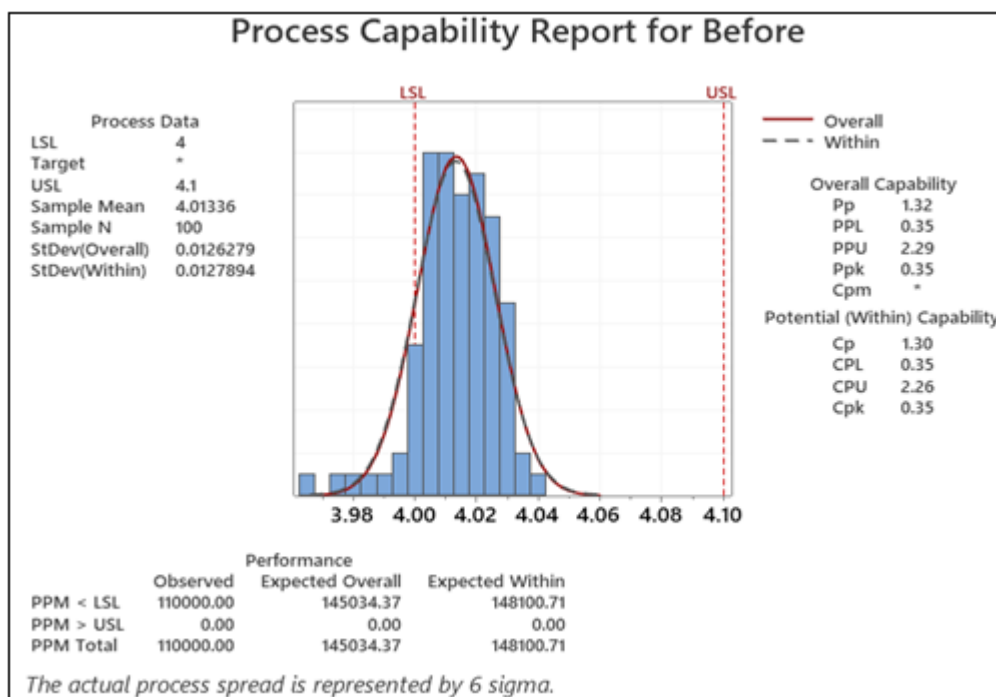 Process Capability Report for Before
LSL USL
Process Data
LSL 4
Target *
USL 4.1
Sample Mean 4.01336
Sample N 100
StDev(Overall) 0.0126279
StDev(Within) 0.0127894
Overall
Within
Overall Capability
Pp 1.32
PPL 0.35
PPU 2.29
Ppk 0.35
Cpm *
Potential (Within) Capability
Cp 1.30
CPL 0.35
CPU 2.26
Cpk 0.35
3.98 4.00 4.02 4.04 4.06 4.08 4.10
Performance
Observed Expected Overall Expected Within
PPM < LSL 110000.00 145034.37 148100.71
PPM > USL 0.00 0.00 0.00
PPM Total 110000.00 145034.37 148100.71
The actual process spread is represented by 6 sigma.